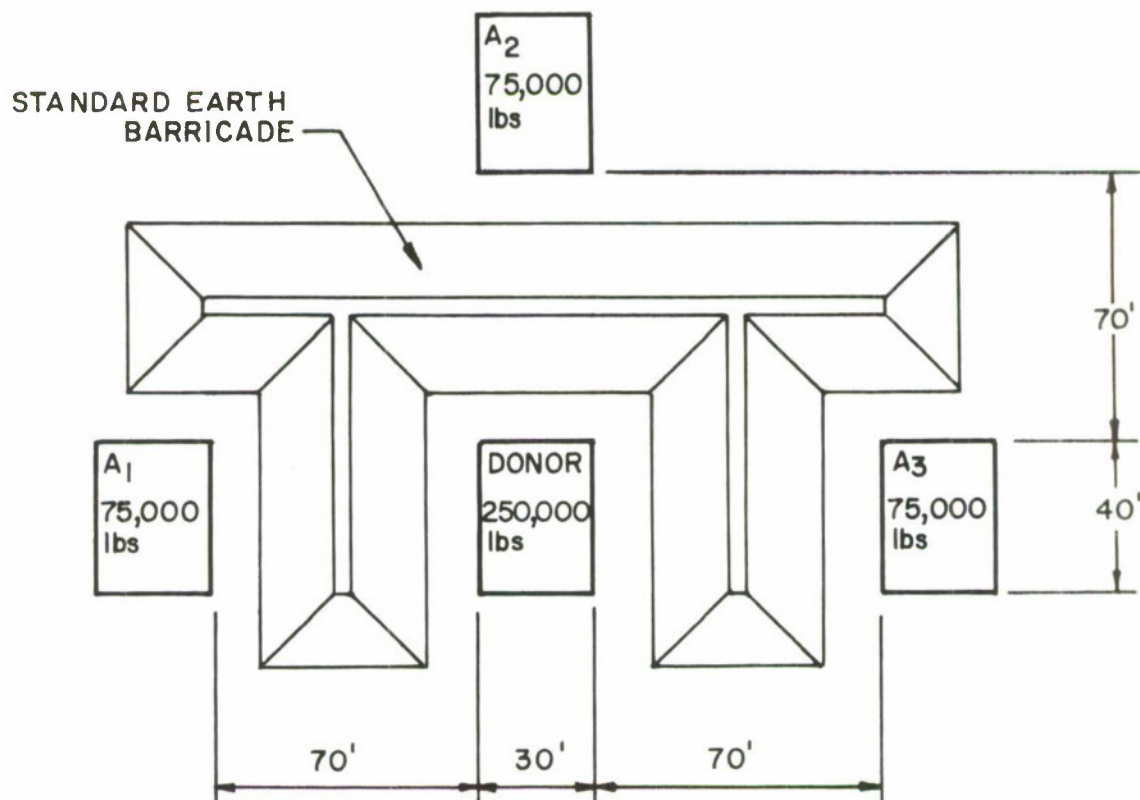 A2
75,000
lbs
STANDARD EARTH
BARRICADE
70'
A1
75,000
lbs
DONOR
250,000
lbs
A3
75,000
lbs
40'
70'
30'
70'